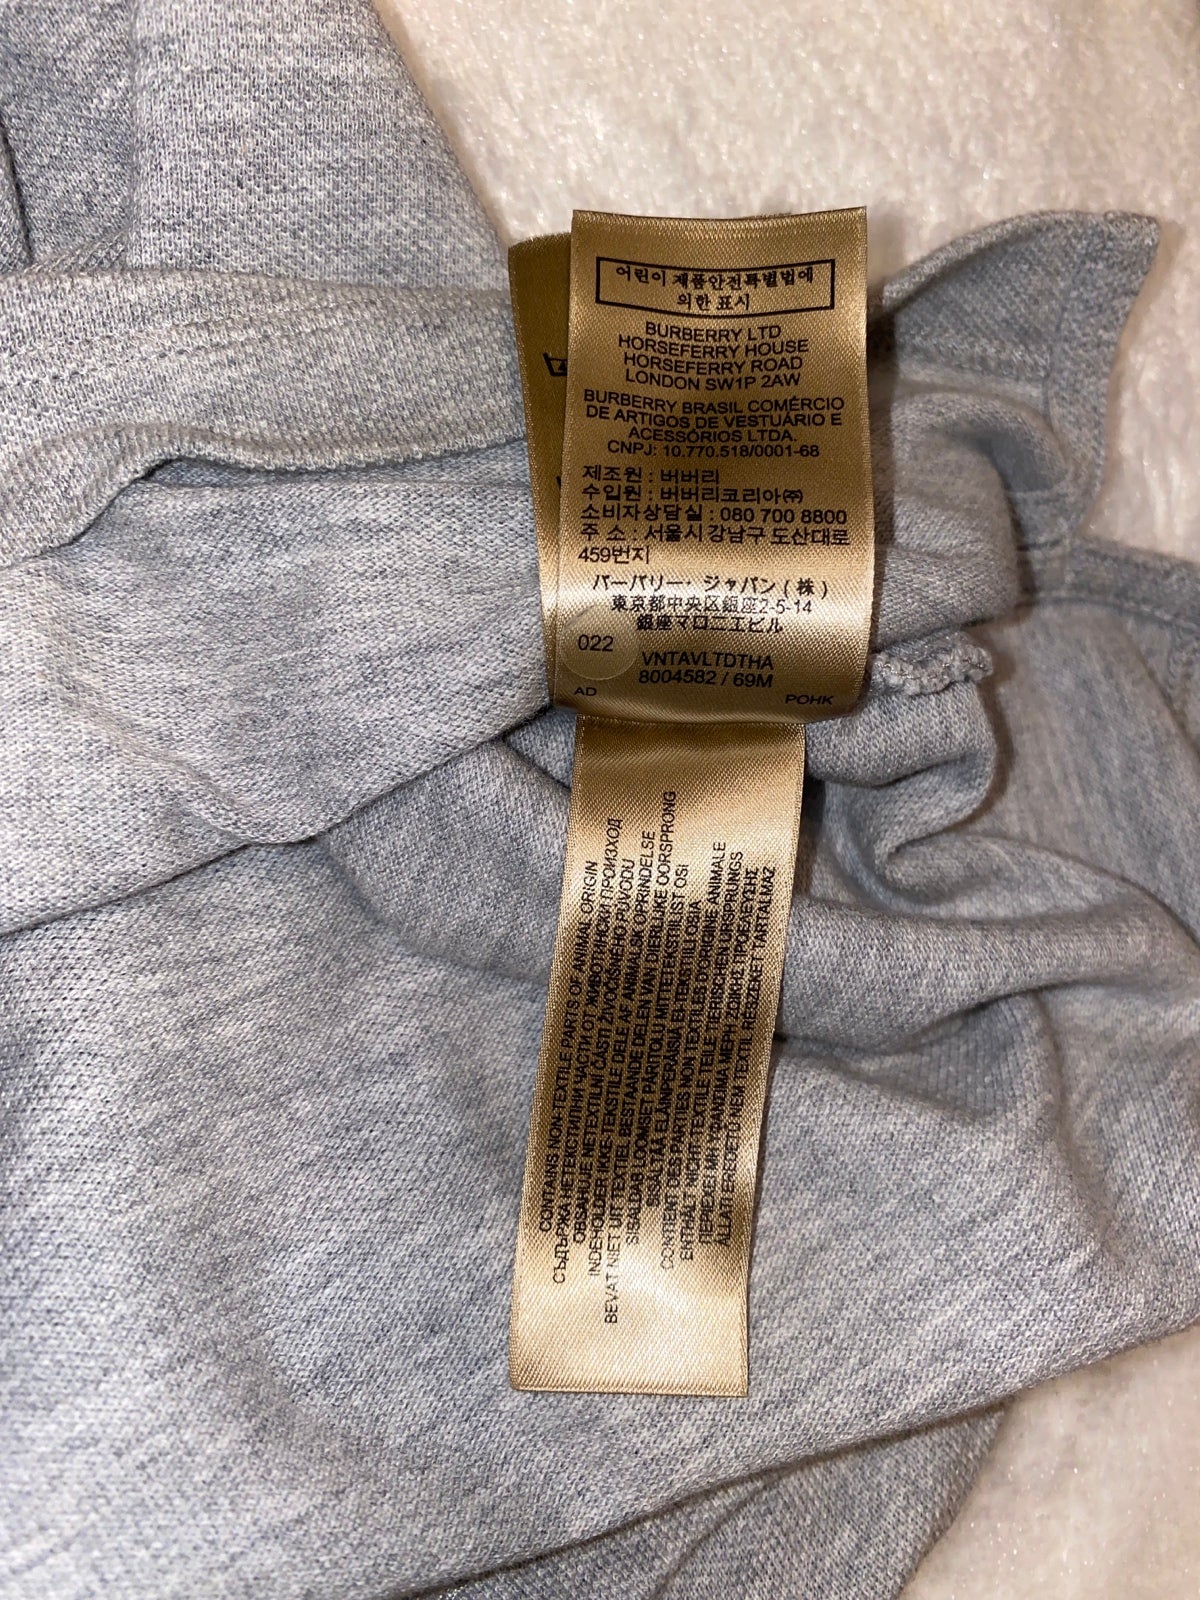 어린이 제품안전특별법에
의한 표시
BURBERRY LTD
HORSEFERRY HOUSE
HORSEFERRY ROAD
LONDON SW1P 2AW
BURBERRY BRASIL COMÉRCIO
DE ARTIGOS DE VESTUÁRIO E
ACESSÓRIOS LTDA.
CNPJ: 10.770.518/0001-68
제조원 : 버버리
수입원 : 버버리코리아㈜
소비자상담실 : 080 700 8800
주 소 : 서울시 강남구 도산대로
459번지
バーバリー・ジャパン(株)
東京都中央区銀座2-5-14
銀座マロニエビル
022
VNTAVLTDTHA
8004582 / 69M
AD
POHK
CONTAINS NON-TEXTILE PARTS OF ANIMAL ORIGIN
СЪДЪРЖА НЕТЕКСТИЛНИ ЧАСТИ ОТ ЖИВОТИНСКИ ПРОИЗХОД
OBSAHUJE NETEXTILNÍ ČÁSTI ŽIVOČIŠNÉHO PŮVODU
INDEHOLDER IKKE-TEKSTILE DELE AF ANIMALSK OPRINDELSE
BEVAT NIET UIT TEXTIEL BESTAANDE DELEN VAN DIERLIJKE OORSPRONG
SISALDAB LOOMSET PÄRITOLU MITTETEKSTIILIST OSI
SISÄLTÄÄ ELÄINPERÄISIÄ EI-TEKSTIILI OSIA
CONTIENT DES PARTIES NON TEXTILES D'ORIGINE ANIMALE
ENTHÄLT NICHT-TEXTILE TEILE TIERISCHEN URSPRUNGS
ΠΕΡΙΕΧΕΙ ΜΗ ΥΦΑΝΣΙΜΑ ΜΕΡΗ ΖΩΙΚΗΣ ΠΡΟΕΛΕΥΣΗΣ
ÁLLATI EREDETŰ NEM TEXTIL RÉSZEKET TARTALMAZ